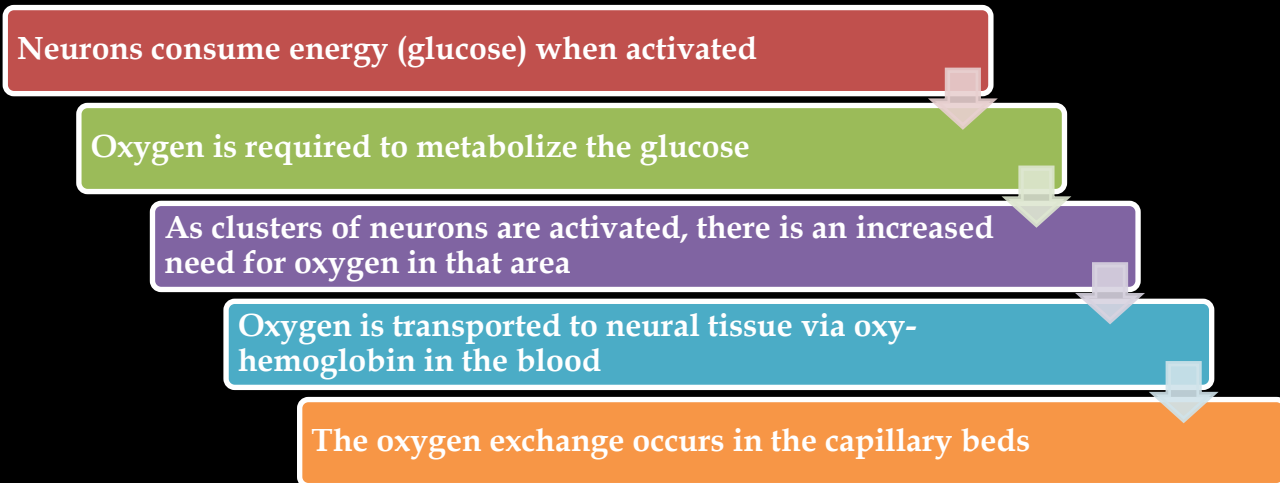 Neurons consume energy (glucose) when activated
Oxygen is required to metabolize the glucose
As clusters of neurons are activated, there is an increased
need for oxygen in that area
Oxygen is transported to neural tissue via oxy-
hemoglobin in the blood
The oxygen exchange occurs in the capillary beds